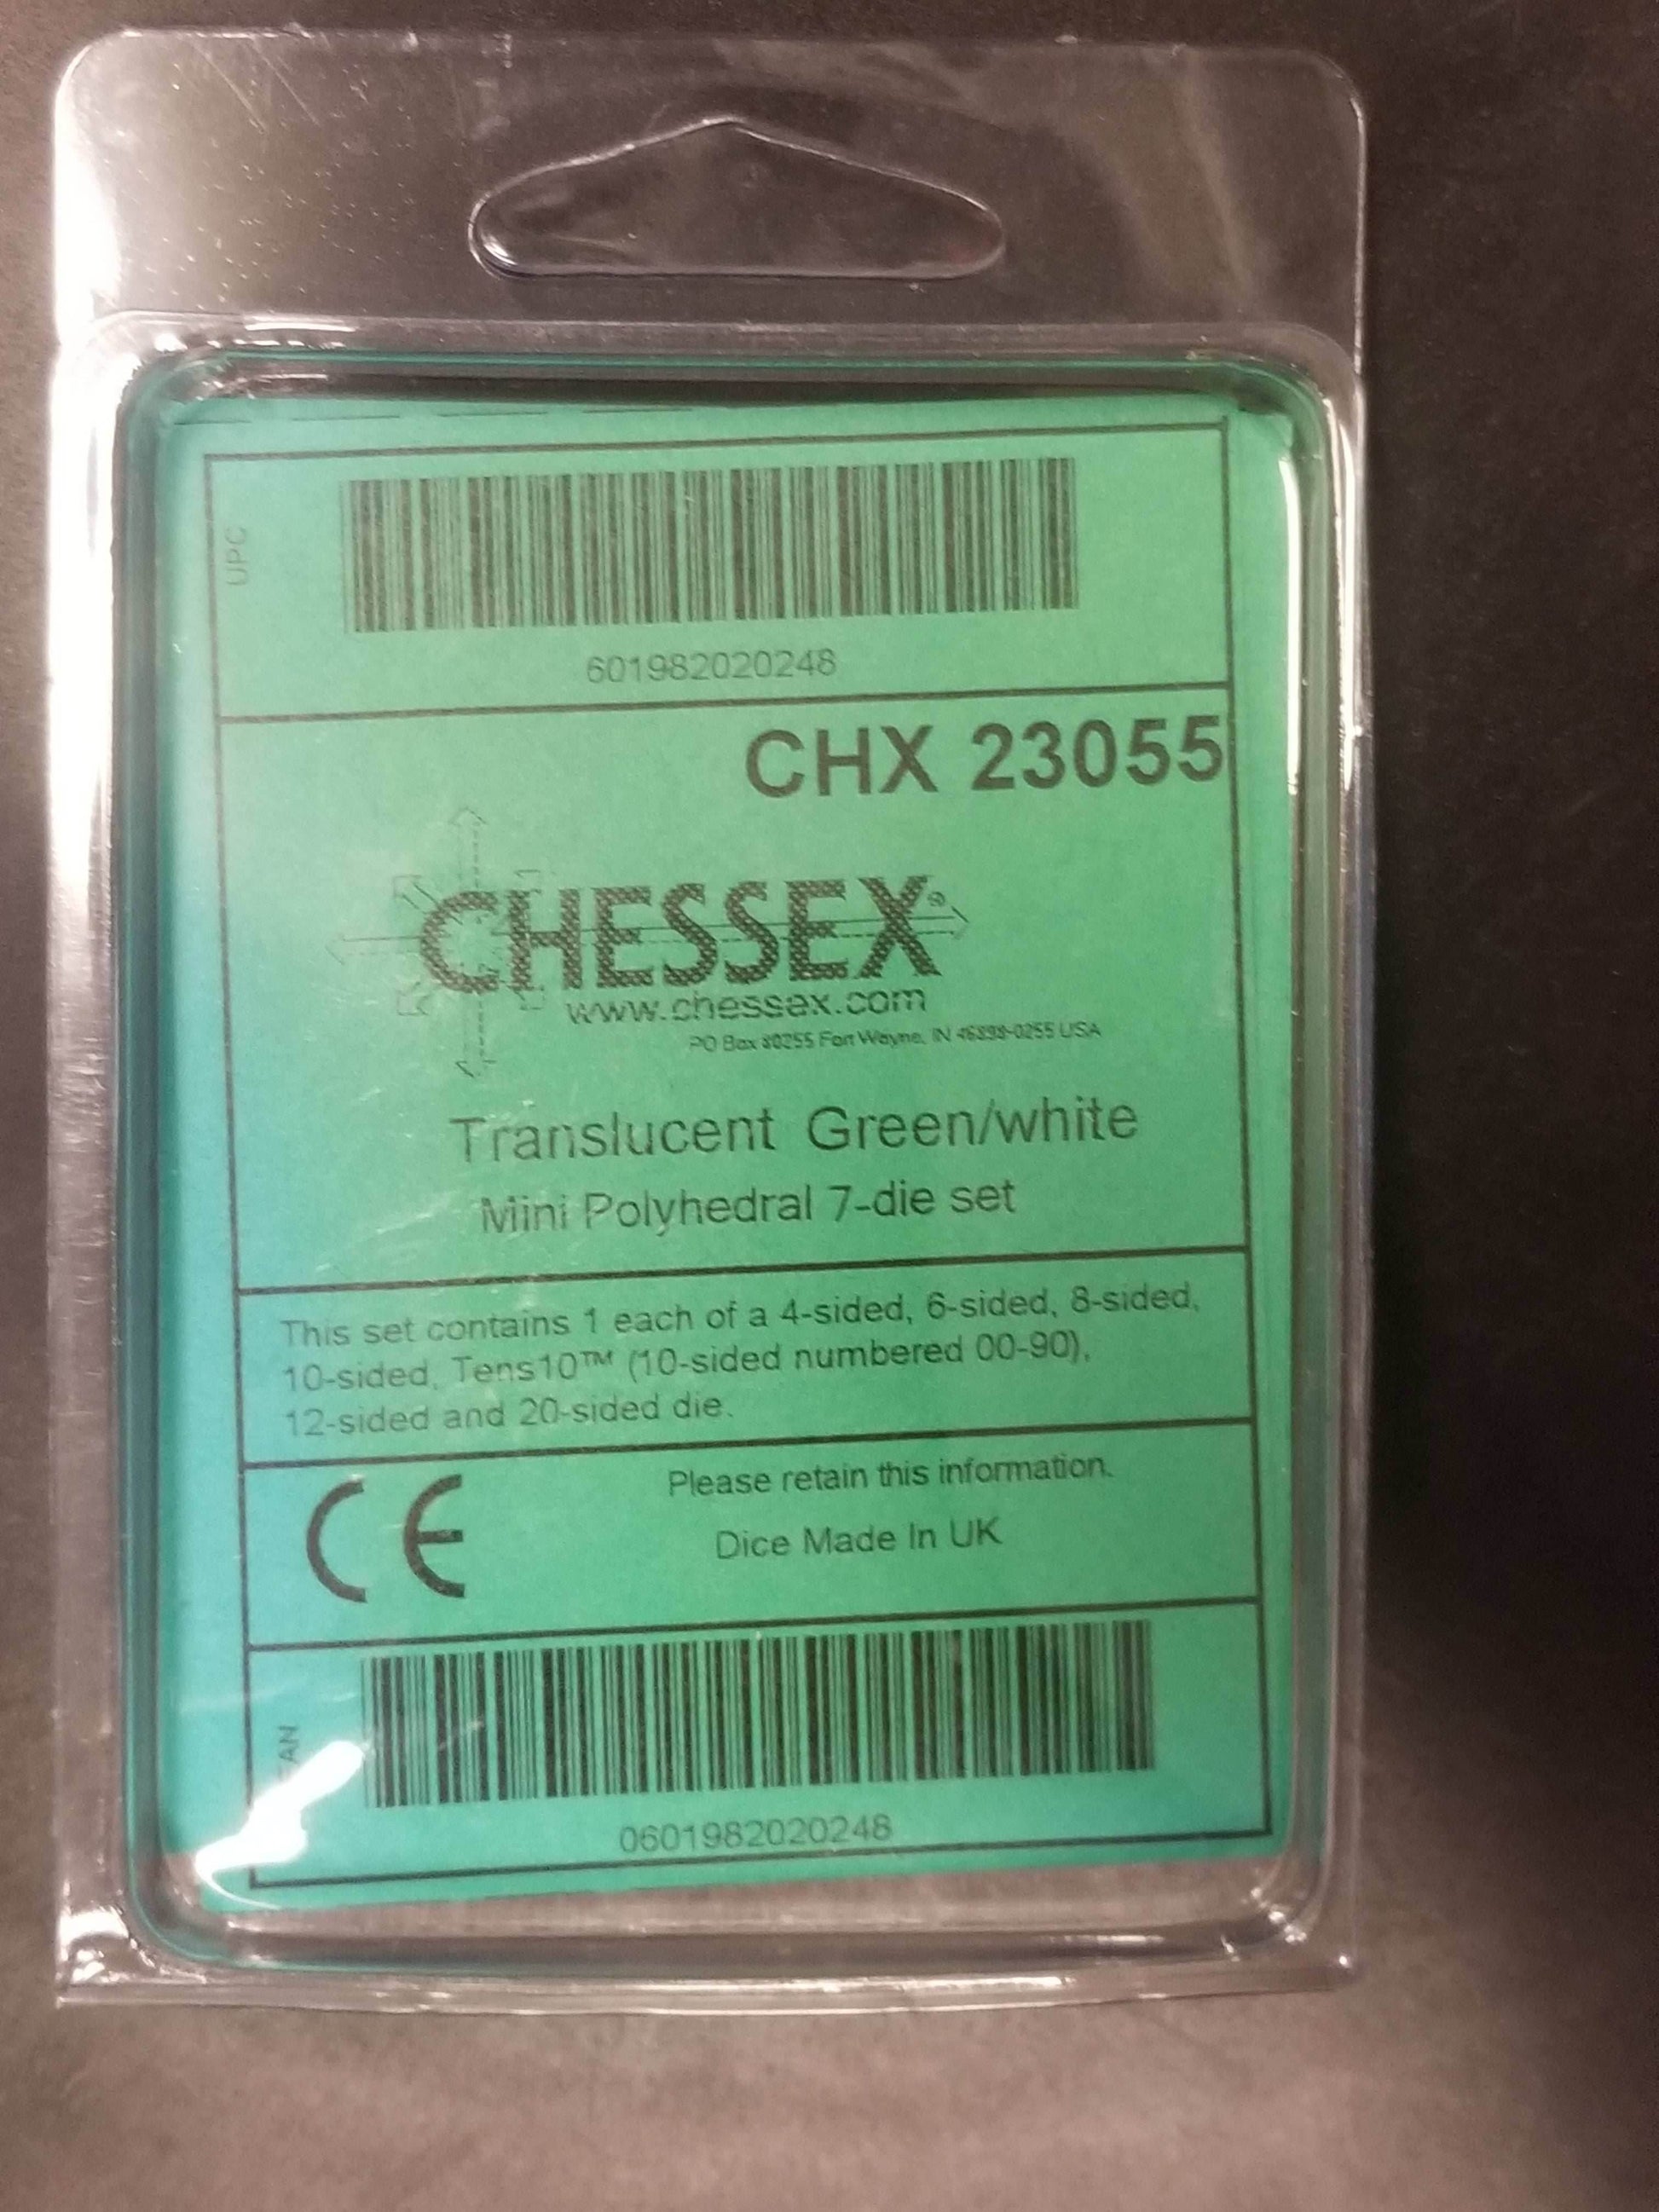 UPC
601982020248
CHX 23055
CHESSEX®
www.chessex.com
PO Box 80255 Fort Wayne, IN 46898-0255 USA
Translucent Green/white
Mini Polyhedral 7-die set
This set contains 1 each of a 4-sided, 6-sided, 8-sided,
10-sided, Tens10™ (10-sided numbered 00-90),
12-sided and 20-sided die.
CE
Please retain this information.
Dice Made In UK
EAN
0601982020248